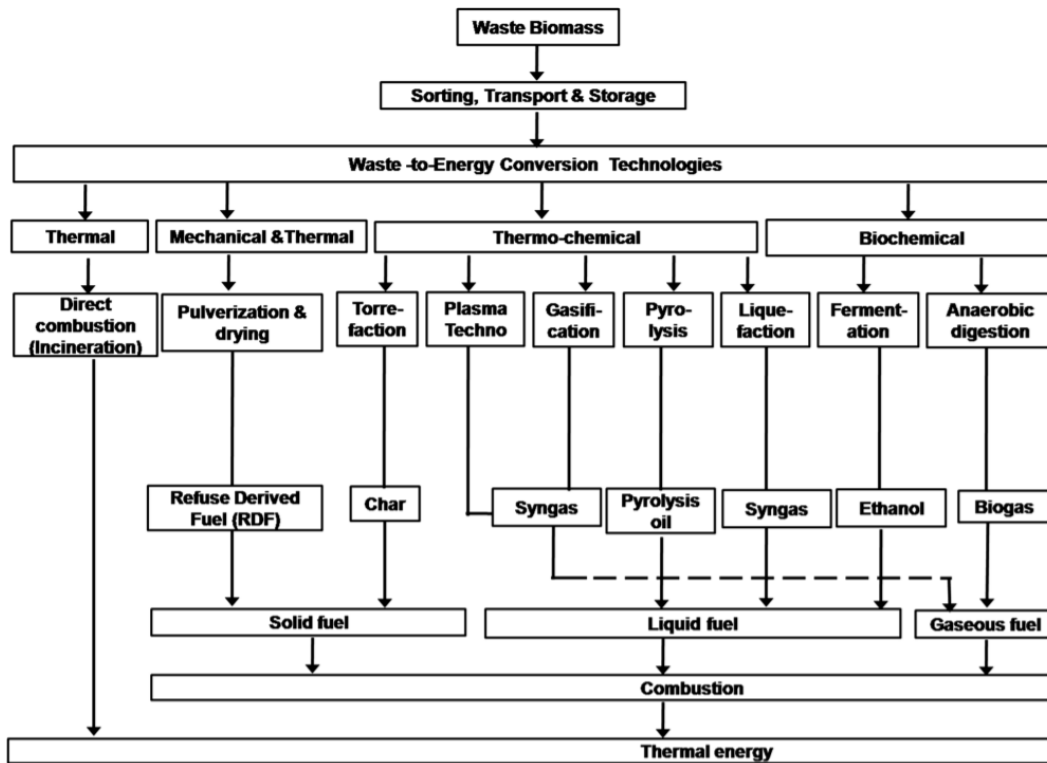 Waste Biomass
Sorting, Transport & Storage
Waste -to-Energy Conversion Technologies
Thermal
Mechanical &Thermal
Thermo-chemical
Biochemical
Direct
combustion
(Incineration)
Pulverization &
drying
Torre-
faction
Plasma
Techno
Gasifi-
cation
Pyro-
lysis
Lique-
faction
Ferment-
ation
Anaerobic
digestion
Refuse Derived
Fuel (RDF)
Char
Syngas
Pyrolysis
oil
Syngas
Ethanol
Biogas
Solid fuel
Liquid fuel
Gaseous fuel
Combustion
Thermal energy